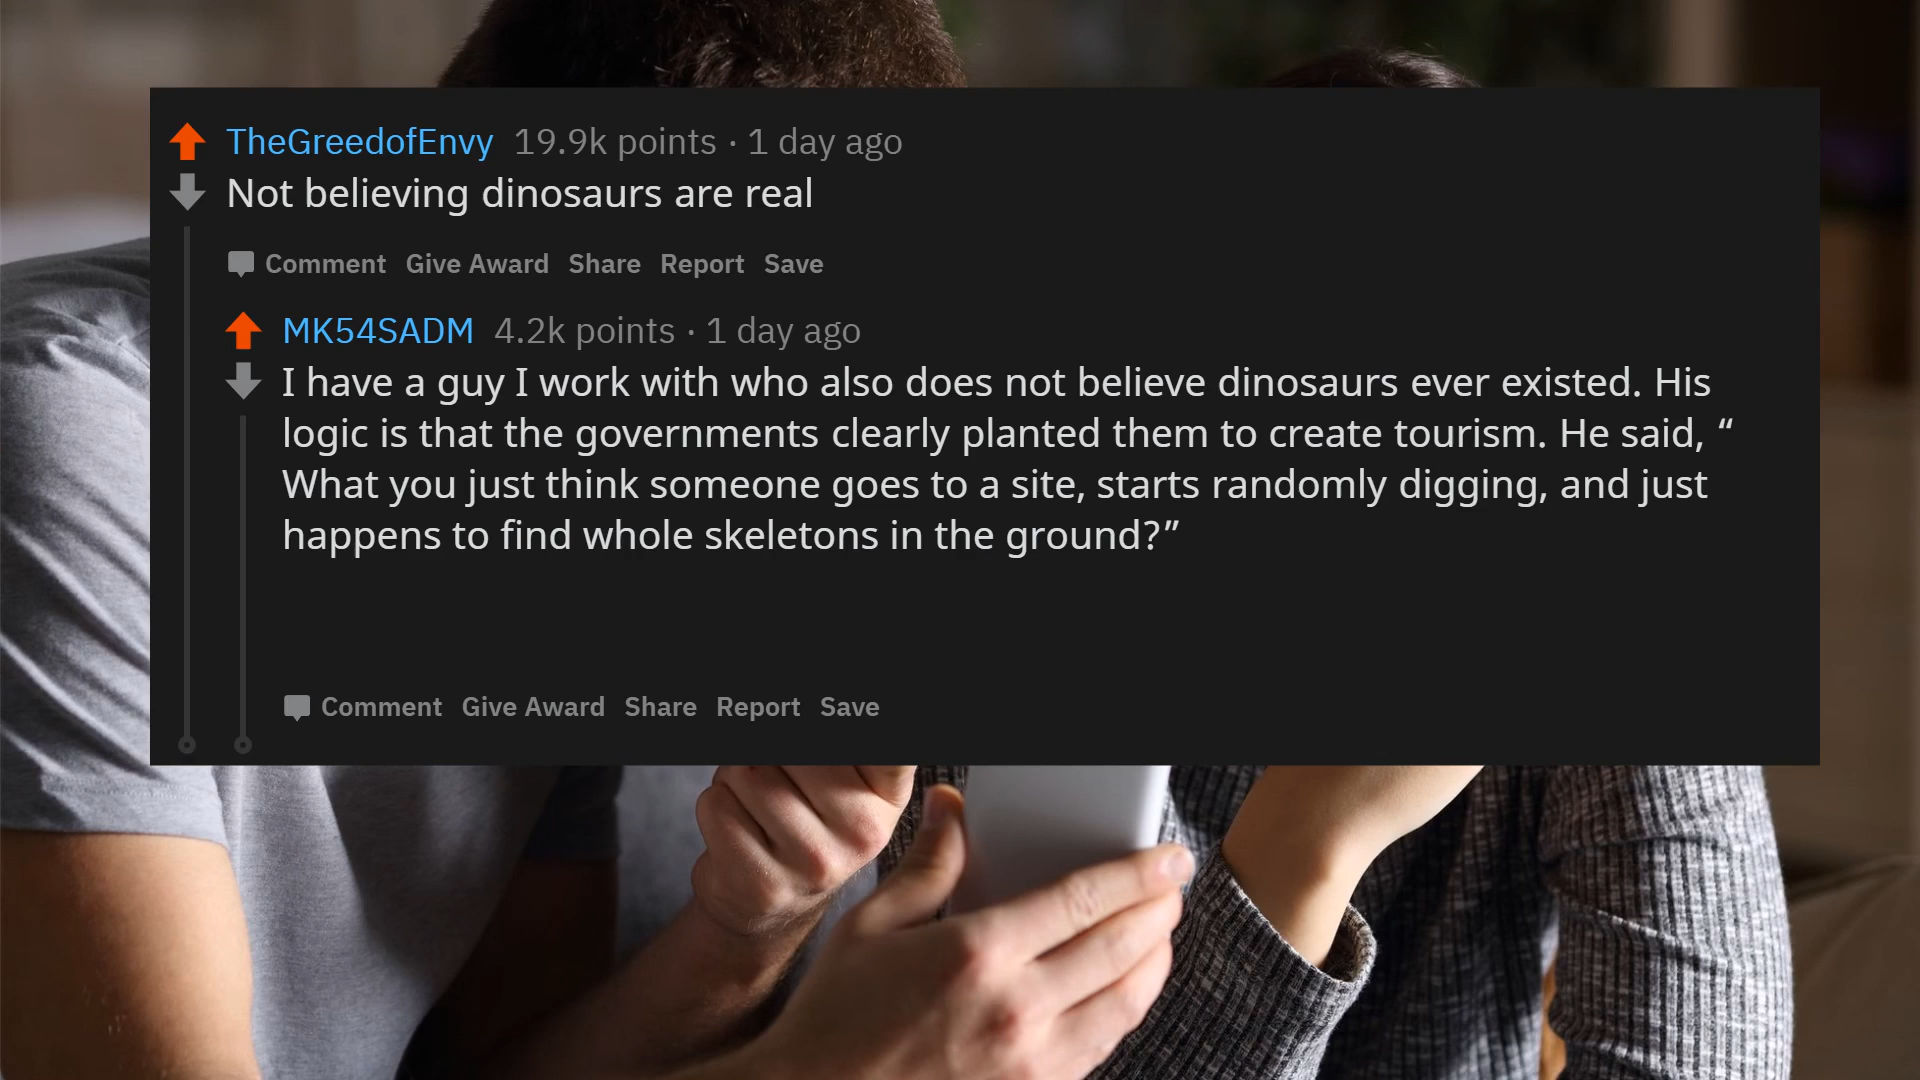 TheGreedofEnvy 19.9k points · 1 day ago
Not believing dinosaurs are real
Comment Give Award Share Report Save
MK54SADM 4.2k points · 1 day ago
I have a guy I work with who also does not believe dinosaurs ever existed. His
logic is that the governments clearly planted them to create tourism. He said, “
What you just think someone goes to a site, starts randomly digging, and just
happens to find whole skeletons in the ground?”
Comment Give Award Share Report Save